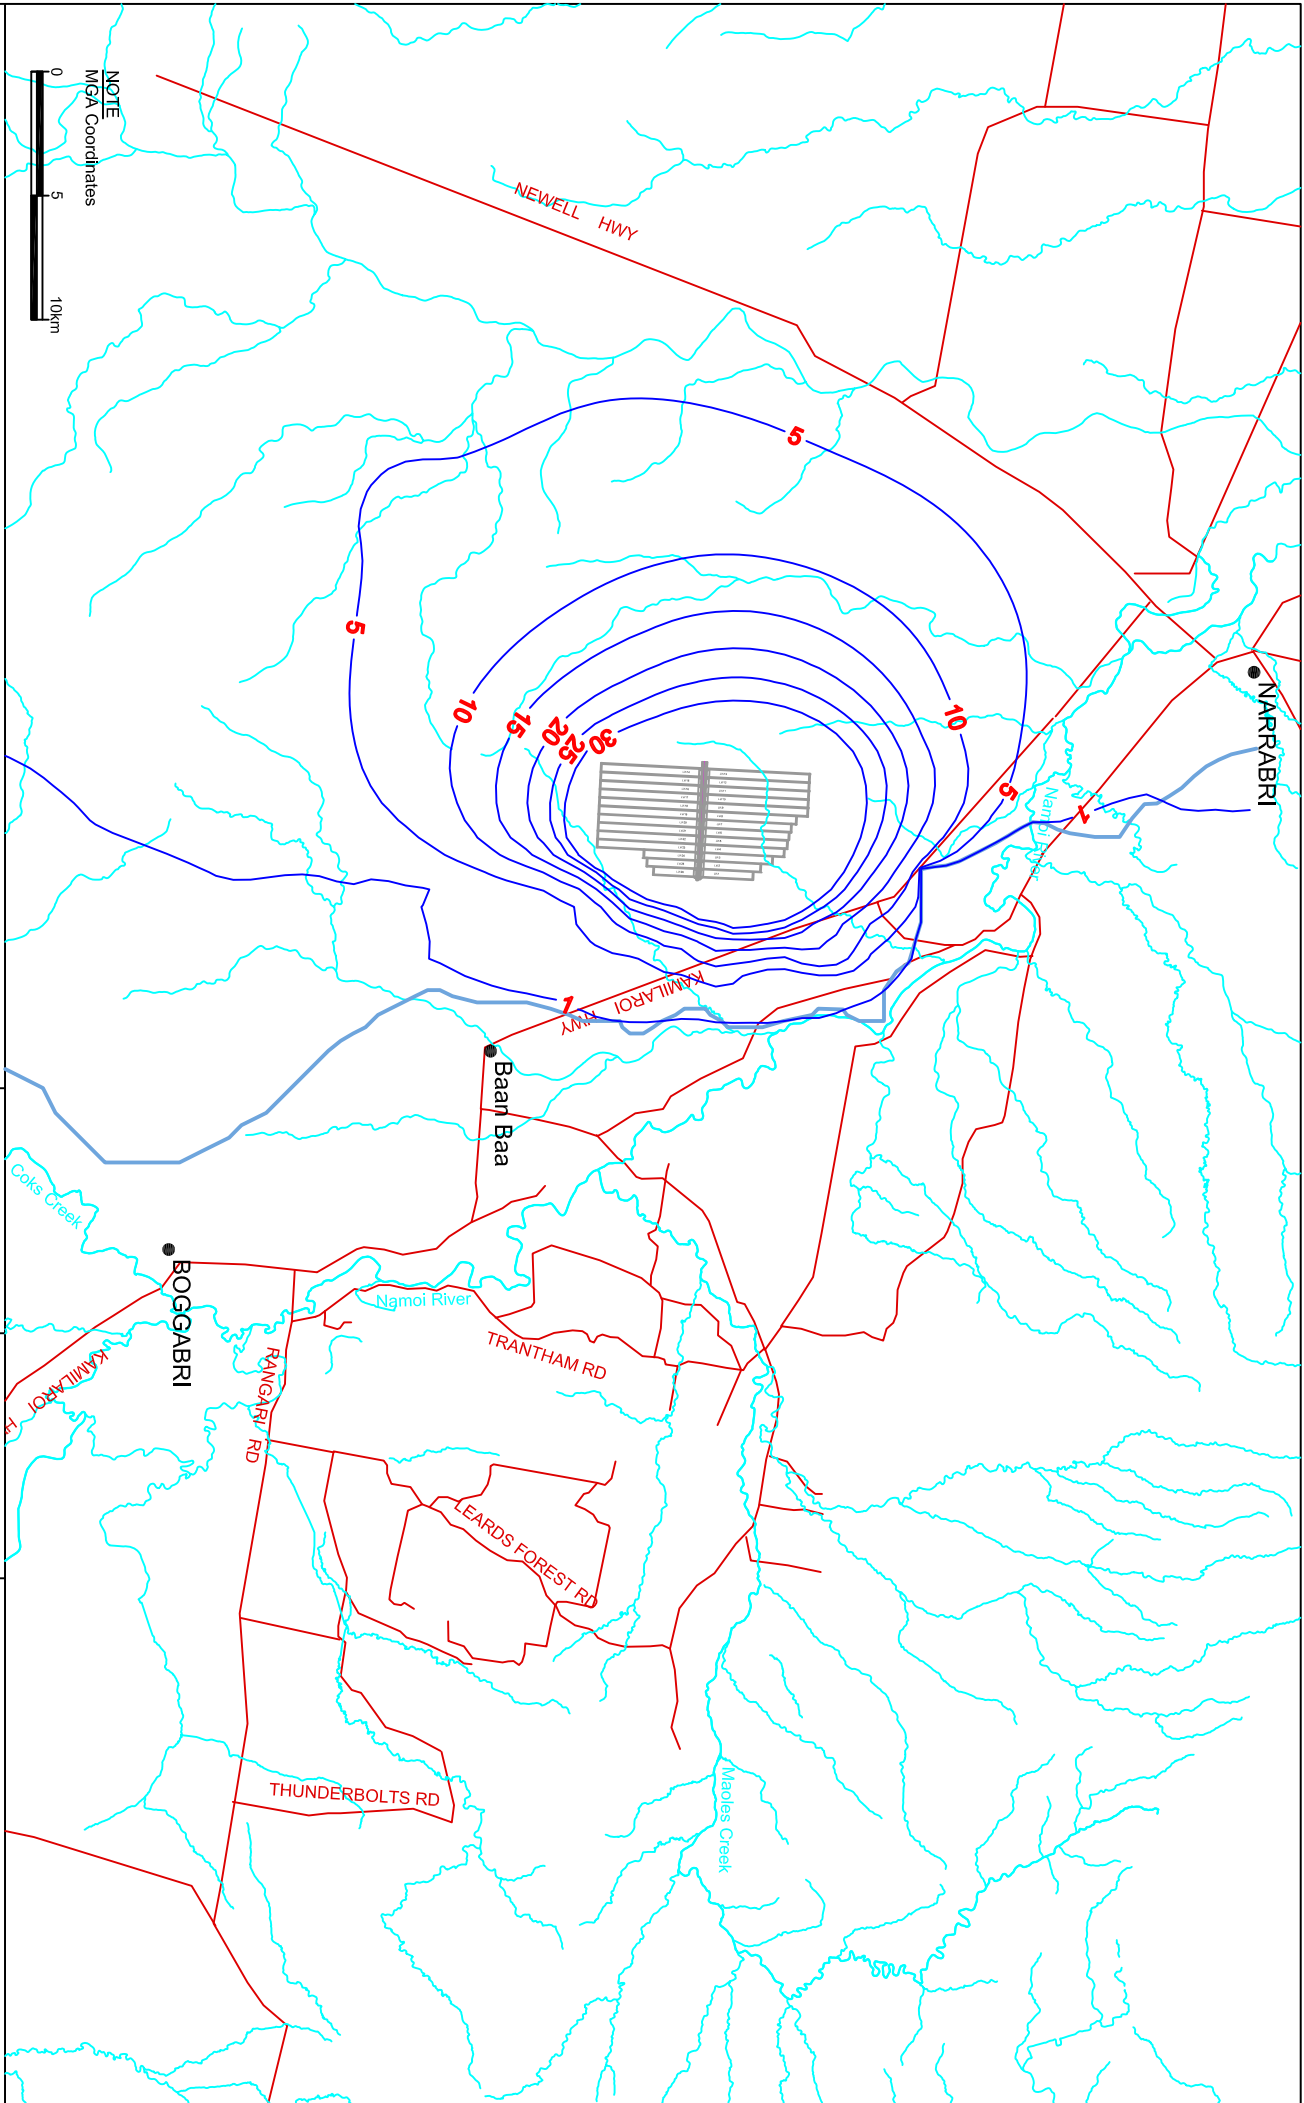 NOTE
MGA Coordinates
0
5
10km
NEWELL HWY
NARRABRI
5
5
10
10
5
15
20
25
30
1
Namoi River
KAMILAROI HWY
1
Baan Baa
Coks Creek
BOGGABRI
Namoi River
TRANTHAM RD
KAMILAROI
RANGARI RD
LEARDS FOREST RD
THUNDERBOLTS RD
Maoles Creek